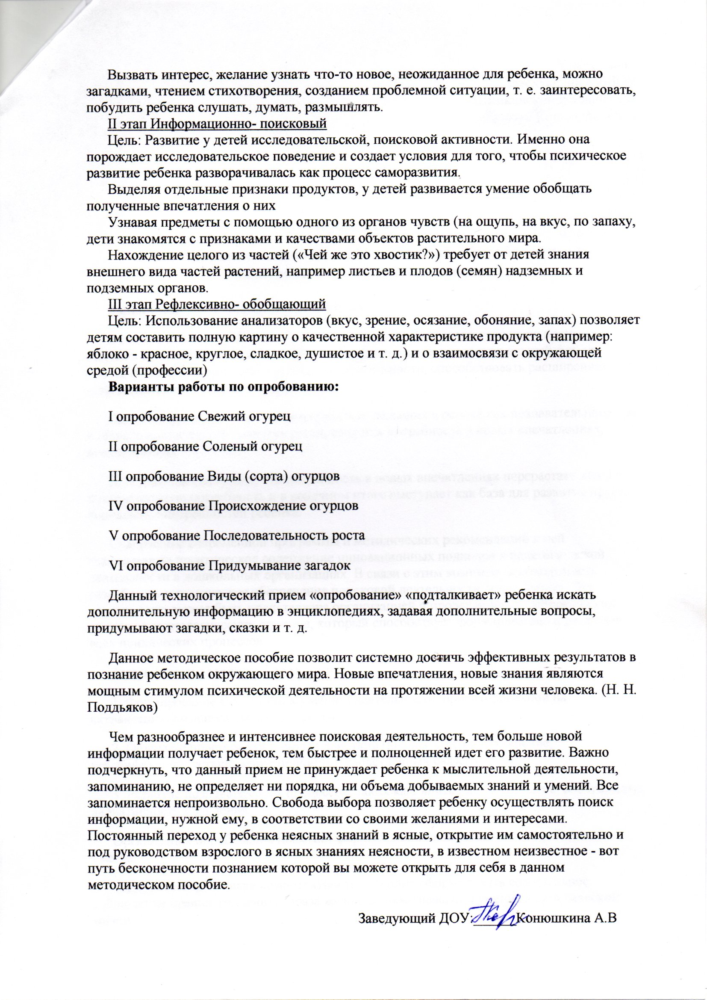 Вызвать интерес, желание узнать что-то новое, неожиданное для ребенка, можно
загадками, чтением стихотворения, созданием проблемной ситуации, т. е. заинтересовать,
побудить ребенка слушать, думать, размышлять.
II этап Информационно- поисковый
Цель: Развитие у детей исследовательской, поисковой активности. Именно она
порождает исследовательское поведение и создает условия для того, чтобы психическое
развитие ребенка разворачивалась как процесс саморазвития.
Выделяя отдельные признаки продуктов, у детей развивается умение обобщать
полученные впечатления о них
Узнавая предметы с помощью одного из органов чувств (на ощупь, на вкус, по запаху,
дети знакомятся с признаками и качествами объектов растительного мира.
Нахождение целого из частей («Чей же это хвостик?») требует от детей знания
внешнего вида частей растений, например листьев и плодов (семян) надземных и
подземных органов.
III этап Рефлексивно- обобщающий
Цель: Использование анализаторов (вкус, зрение, осязание, обоняние, запах) позволяет
детям составить полную картину о качественной характеристике продукта (например:
яблоко - красное, круглое, сладкое, душистое и т. д.) и о взаимосвязи с окружающей
средой (профессии)
Варианты работы по опробованию:
I опробование Свежий огурец
II опробование Соленый огурец
III опробование Виды (сорта) огурцов
IV опробование Происхождение огурцов
V опробование Последовательность роста
VI опробование Придумывание загадок
Данный технологический прием «опробование» «подталкивает» ребенка искать
дополнительную информацию в энциклопедиях, задавая дополнительные вопросы,
придумывают загадки, сказки и т. д.
Данное методическое пособие позволит системно достичь эффективных результатов в
познание ребенком окружающего мира. Новые впечатления, новые знания являются
мощным стимулом психической деятельности на протяжении всей жизни человека. (Н. Н.
Поддьяков)
Чем разнообразнее и интенсивнее поисковая деятельность, тем больше новой
информации получает ребенок, тем быстрее и полноценней идет его развитие. Важно
подчеркнуть, что данный прием не принуждает ребенка к мыслительной деятельности,
запоминанию, не определяет ни порядка, ни объема добываемых знаний и умений. Все
запоминается непроизвольно. Свобода выбора позволяет ребенку осуществлять поиск
информации, нужной ему, в соответствии со своими желаниями и интересами.
Постоянный переход у ребенка неясных знаний в ясные, открытие им самостоятельно и
под руководством взрослого в ясных знаниях неясности, в известном неизвестное - вот
путь бесконечности познанием которой вы можете открыть для себя в данном
методическом пособие.
Заведующий ДОУ:______Конюшкина А.В